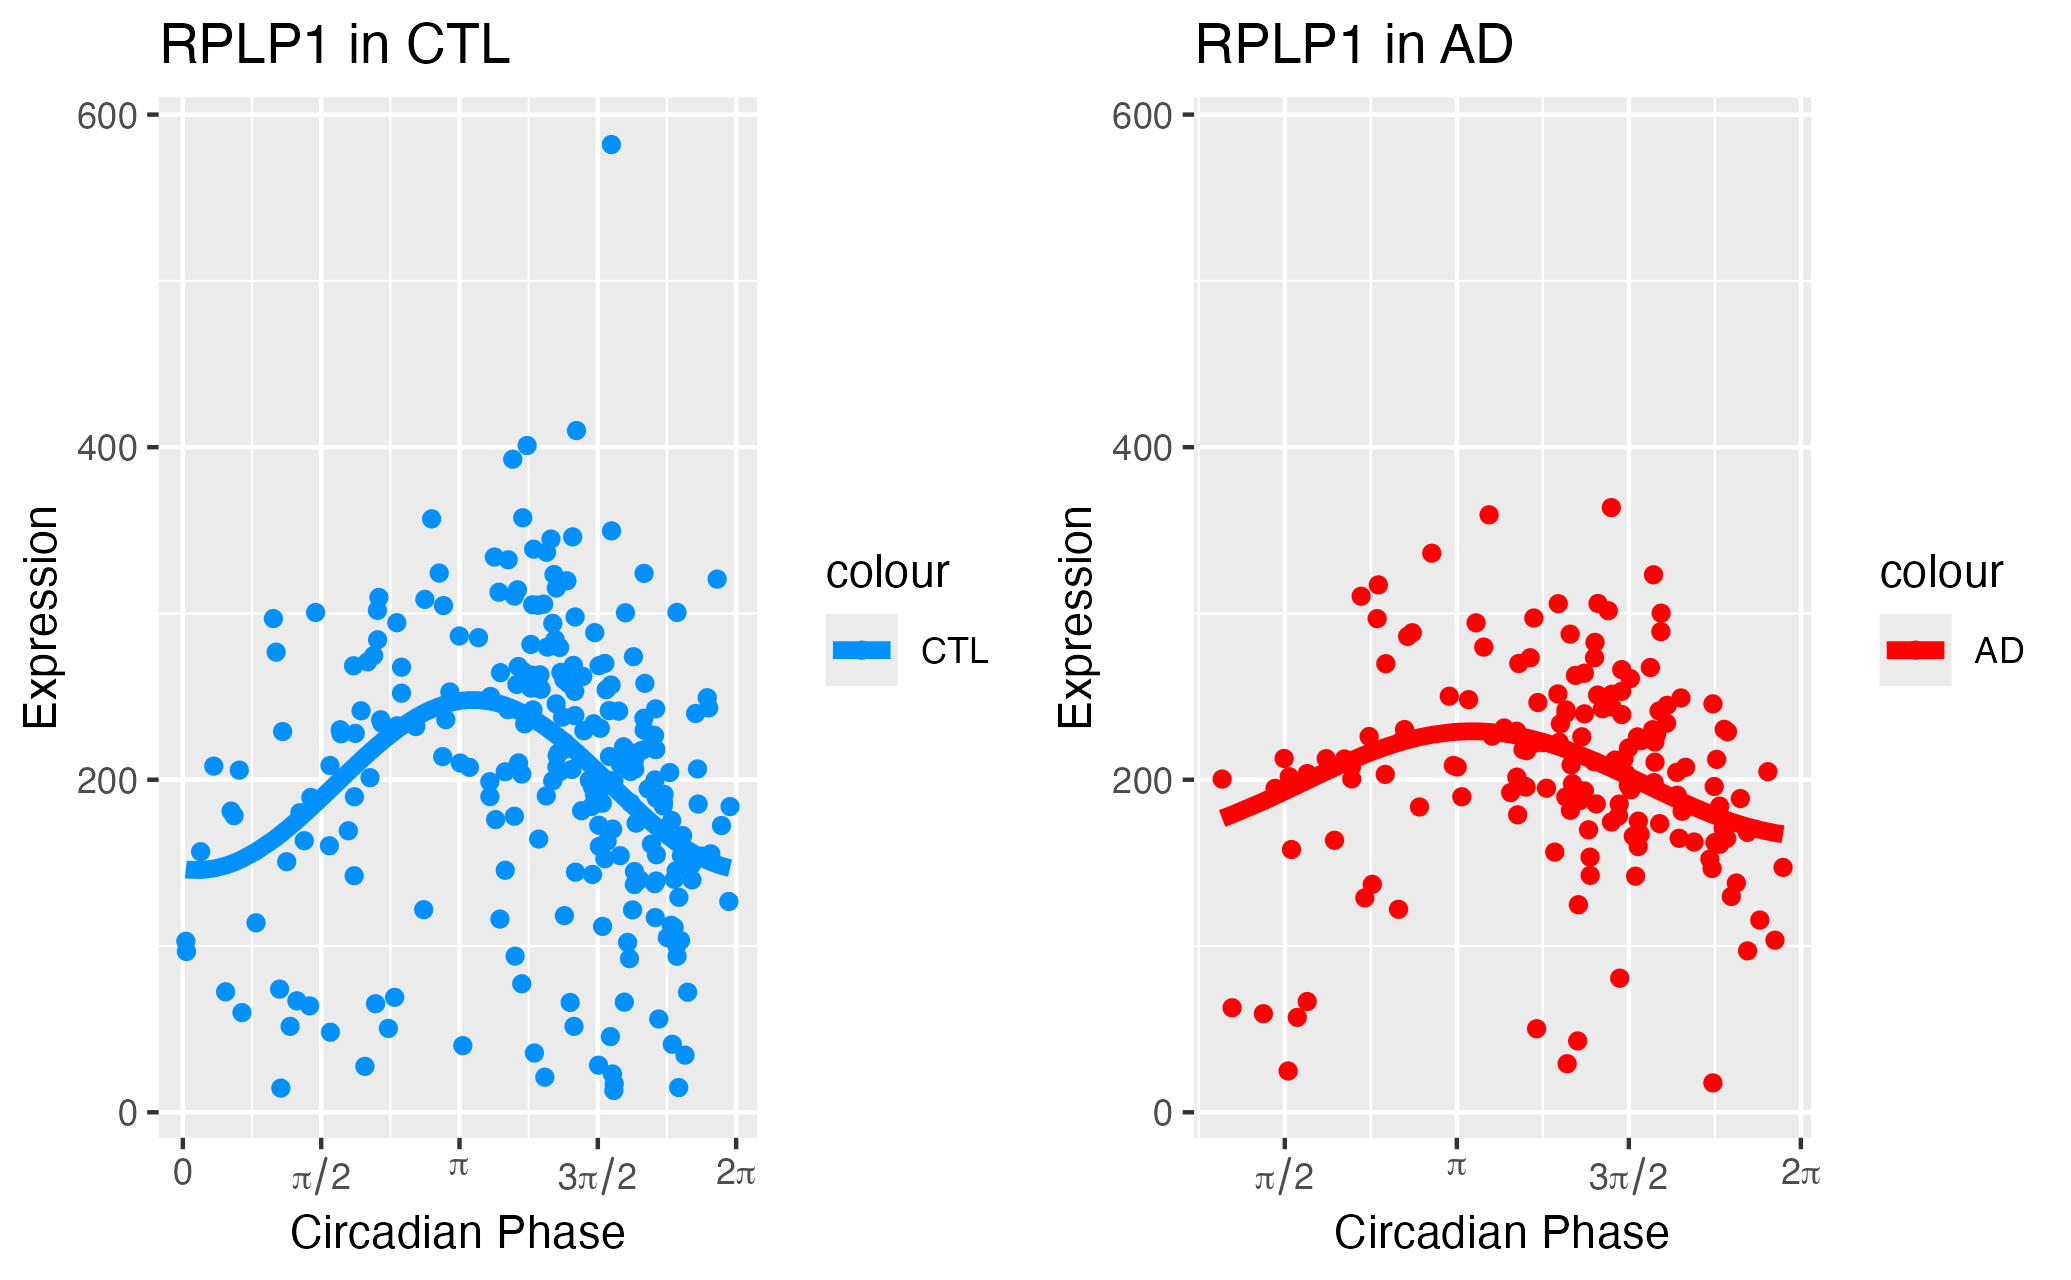 RPLP1 in CTL
600
400
200
0
Expression
0 π/2 π 3π/2 2π
Circadian Phase
colour
CTL
RPLP1 in AD
600
400
200
0
Expression
π/2 π 3π/2 2π
Circadian Phase
colour
AD